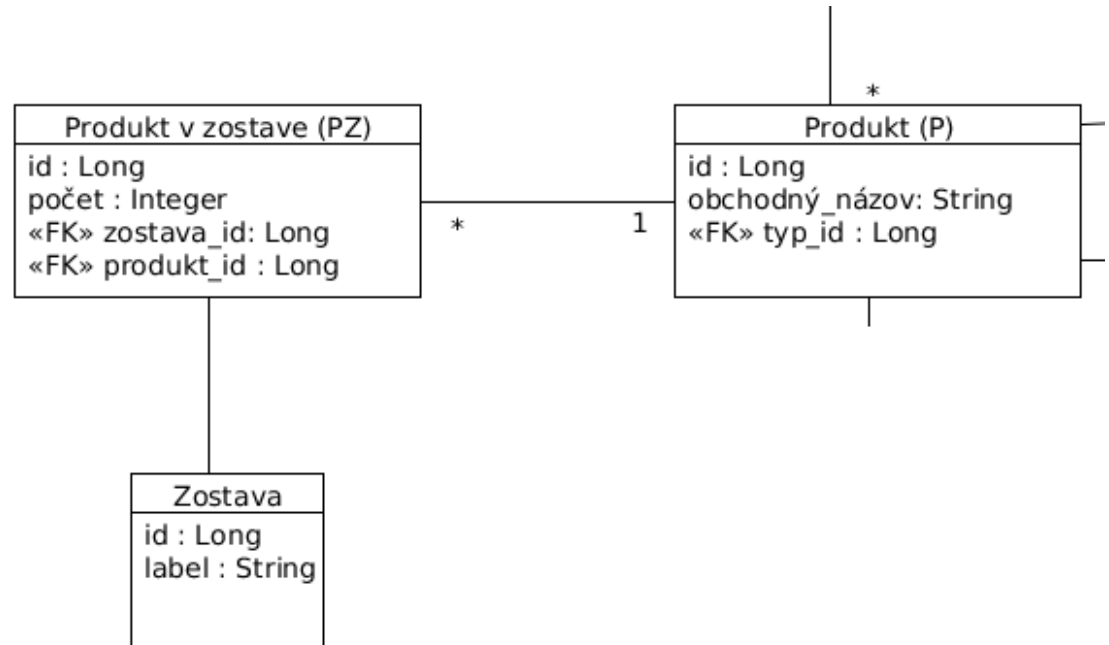 Produkt v zostave (PZ)
id : Long
počet : Integer
«FK» zostava_id: Long
«FK» produkt_id : Long
*
1
*
Produkt (P)
id : Long
obchodný_názov: String
«FK» typ_id : Long
Zostava
id : Long
label : String